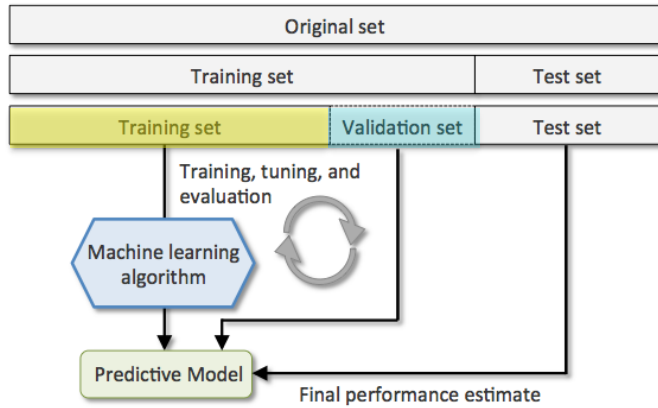 Original set
Training set
Test set
Training set
Validation set
Test set
Training, tuning, and
evaluation
Machine learning
algorithm
Predictive Model
Final performance estimate